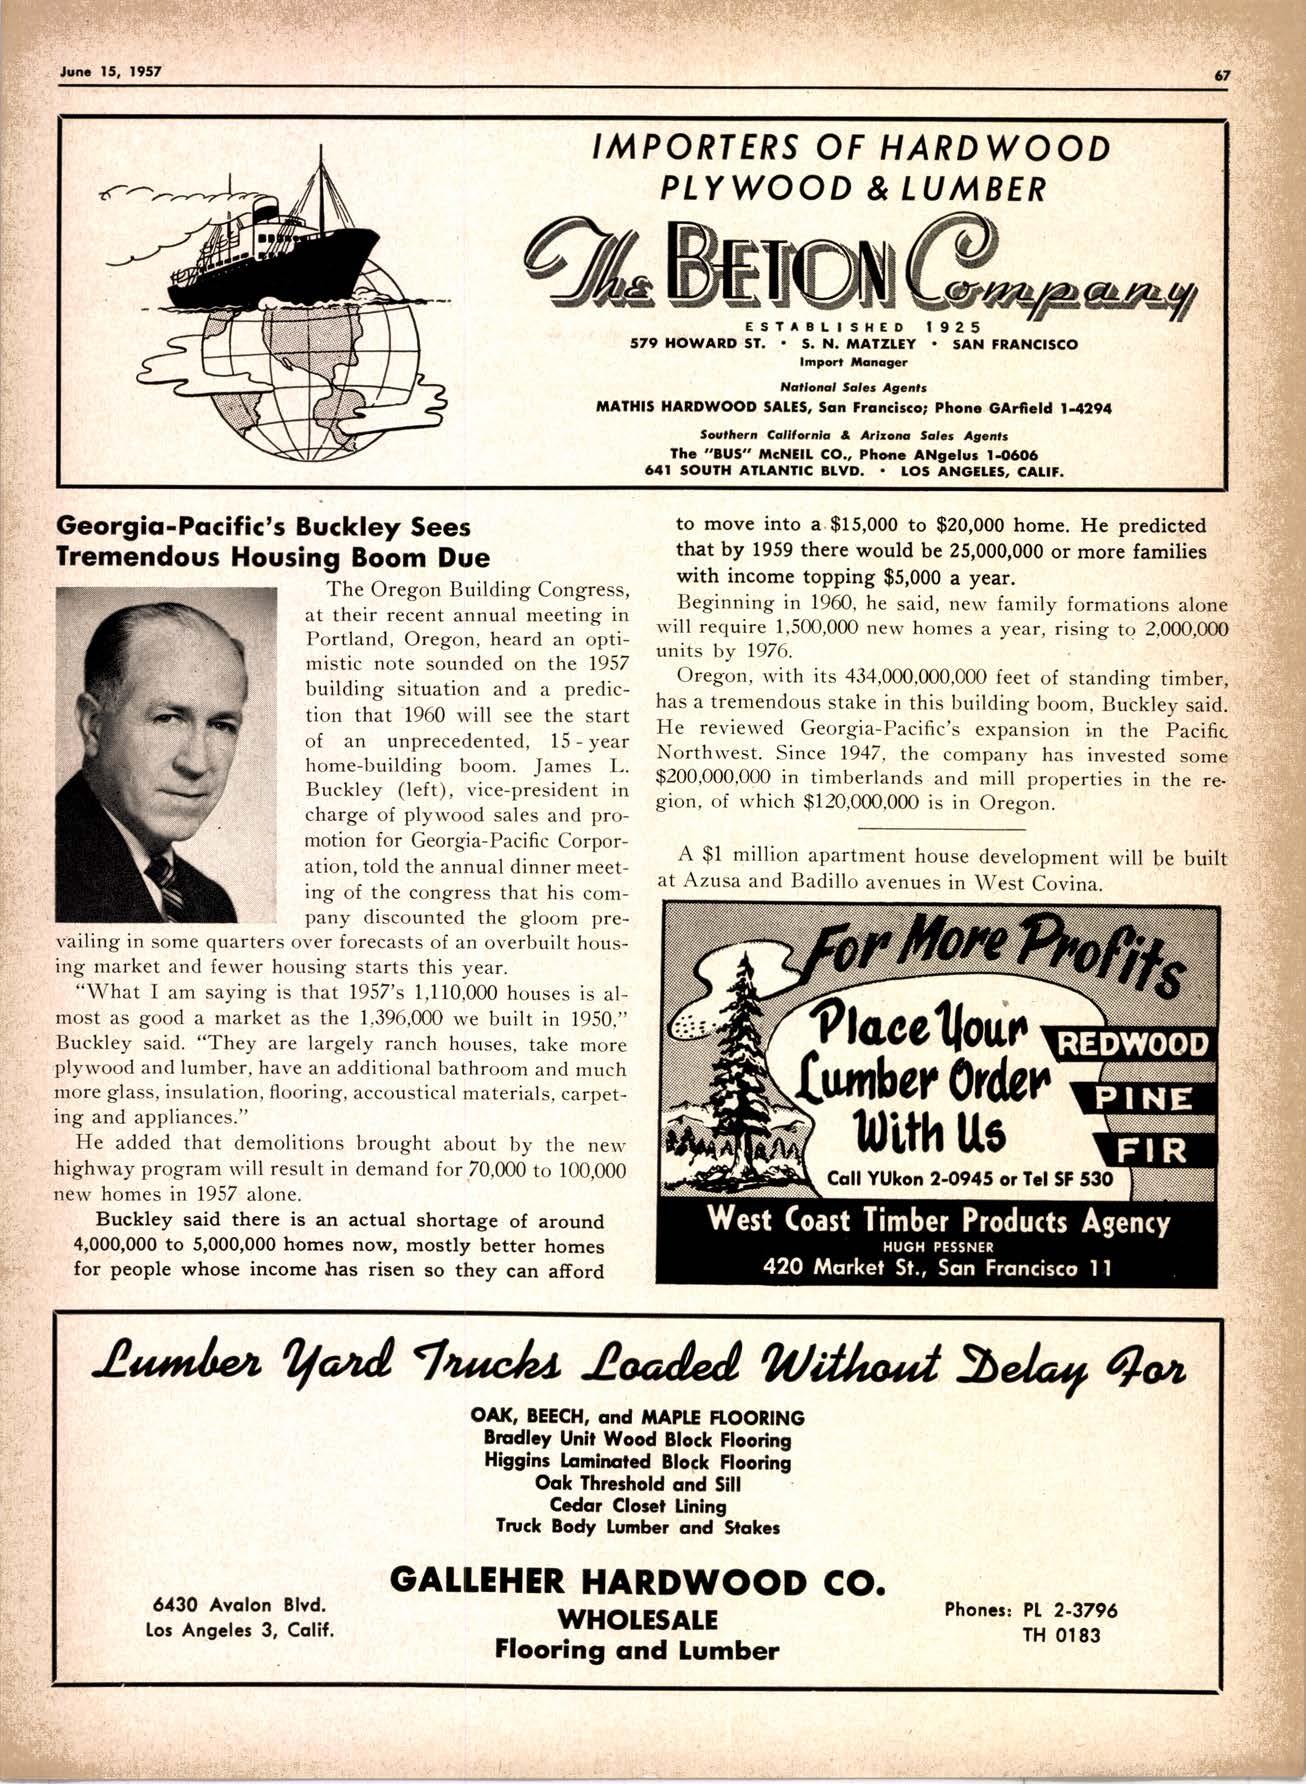 June 15, 1957
67
IMPORTERS OF HARDWOOD
PLYWOOD & LUMBER
The BETON Company
ESTABLISHED 1925
579 HOWARD ST. • S. N. MATZLEY • SAN FRANCISCO
Import Manager
National Sales Agents
MATHIS HARDWOOD SALES, San Francisco; Phone GArfield 1-4294
Southern California & Arizona Sales Agents
The "BUS" McNEIL CO., Phone ANgelus 1-0606
641 SOUTH ATLANTIC BLVD. • LOS ANGELES, CALIF.
Georgia-Pacific's Buckley Sees
Tremendous Housing Boom Due
The Oregon Building Congress,
at their recent annual meeting in
Portland, Oregon, heard an opti-
mistic note sounded on the 1957
building situation and a predic-
tion that 1960 will see the start
of an unprecedented, 15-year
home-building boom. James L.
Buckley (left), vice-president in
charge of plywood sales and pro-
motion for Georgia-Pacific Corpor-
ation, told the annual dinner meet-
ing of the congress that his com-
pany discounted the gloom pre-
vailing in some quarters over forecasts of an overbuilt hous-
ing market and fewer housing starts this year.
"What I am saying is that 1957's 1,110,000 houses is al-
most as good a market as the 1,396,000 we built in 1950,"
Buckley said. "They are largely ranch houses, take more
plywood and lumber, have an additional bathroom and much
more glass, insulation, flooring, accoustical materials, carpet-
ing and appliances."
He added that demolitions brought about by the new
highway program will result in demand for 70,000 to 100,000
new homes in 1957 alone.
Buckley said there is an actual shortage of around
4,000,000 to 5,000,000 homes now, mostly better homes
for people whose income has risen so they can afford
to move into a $15,000 to $20,000 home. He predicted
that by 1959 there would be 25,000,000 or more families
with income topping $5,000 a year.
Beginning in 1960, he said, new family formations alone
will require 1,500,000 new homes a year, rising to 2,000,000
units by 1976.
Oregon, with its 434,000,000,000 feet of standing timber,
has a tremendous stake in this building boom, Buckley said.
He reviewed Georgia-Pacific's expansion in the Pacific
Northwest. Since 1947, the company has invested some
$200,000,000 in timberlands and mill properties in the re-
gion, of which $120,000,000 is in Oregon.
A $1 million apartment house development will be built
at Azusa and Badillo avenues in West Covina.
For More Profits
Place Your
Lumber Order
With Us
REDWOOD
PINE
FIR
Call YUkon 2-0945 or Tel SF 530
West Coast Timber Products Agency
HUGH PESSNER
420 Market St., San Francisco 11
Lumber Yard Trucks Loaded Without Delay For
OAK, BEECH, and MAPLE FLOORING
Bradley Unit Wood Block Flooring
Higgins Laminated Block Flooring
Oak Threshold and Sill
Cedar Closet Lining
Truck Body Lumber and Stakes
GALLEHER HARDWOOD CO.
WHOLESALE
Flooring and Lumber
6430 Avalon Blvd.
Los Angeles 3, Calif.
Phones: PL 2-3796
TH 0183